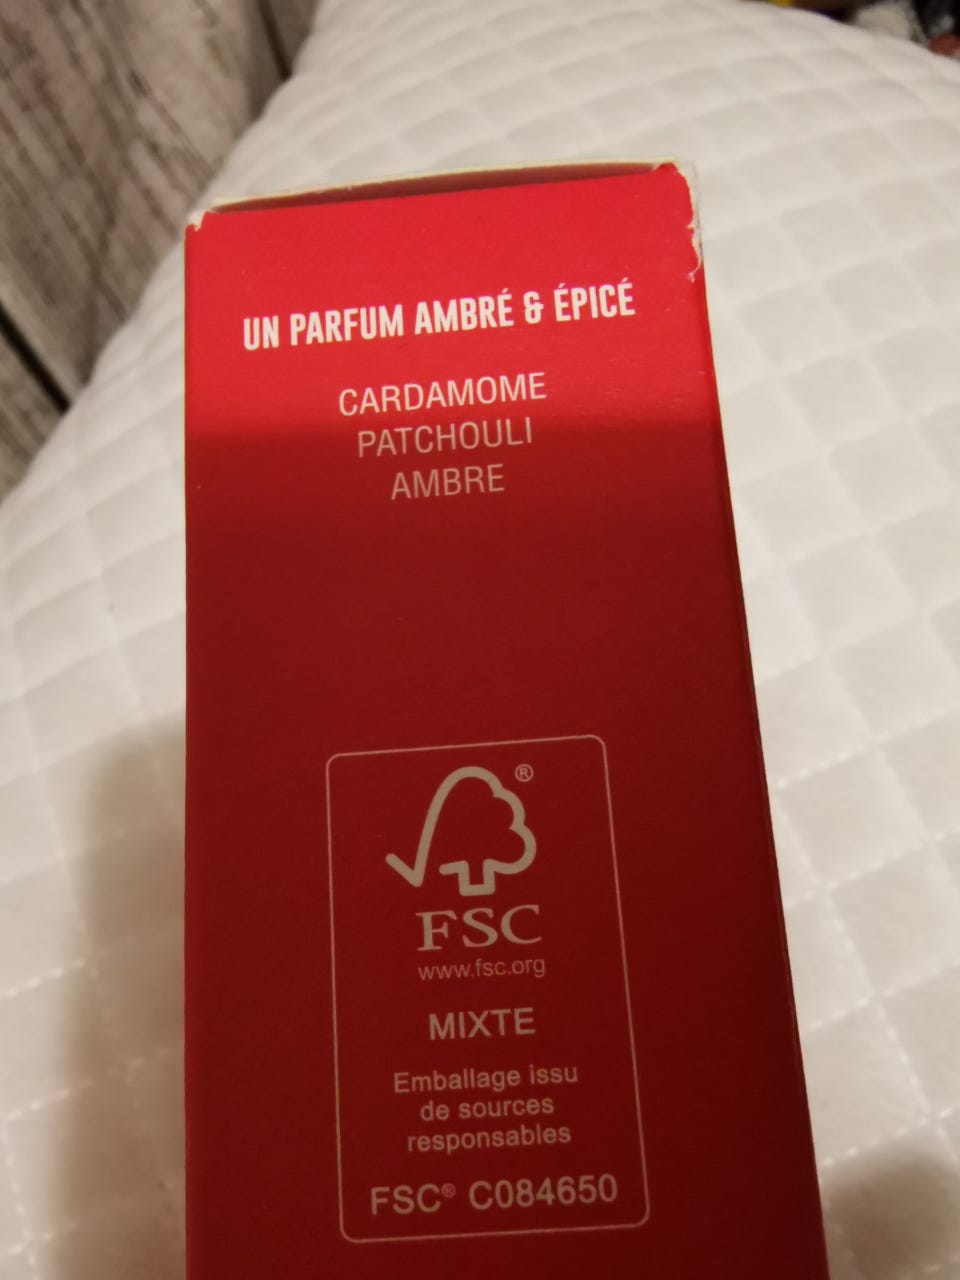 UN PARFUM AMBRÉ & ÉPICÉ
CARDAMOME
PATCHOULI
AMBRE
®
FSC
www.fsc.org
MIXTE
Emballage issu
de sources
responsables
FSC® C084650